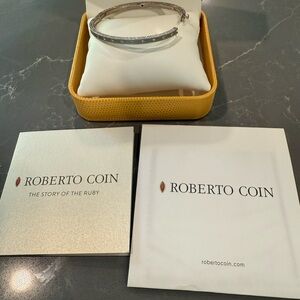 ROBERTO COIN
THE STORY OF THE RUBY
ROBERTO COIN
robertocoin.com